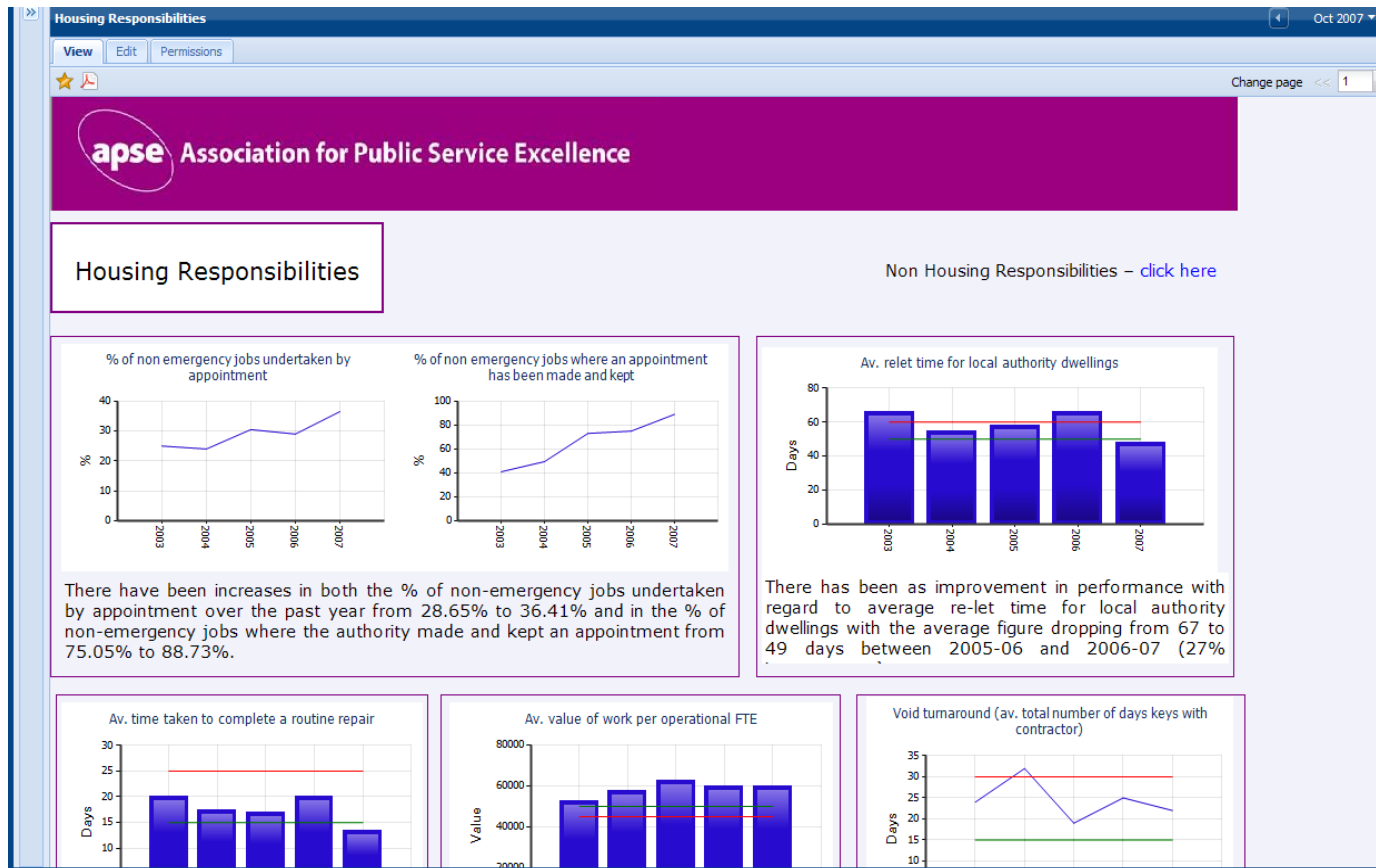 Housing Responsibilities
Oct 2007
View Edit Permissions
Change page << 1
apse Association for Public Service Excellence
Housing Responsibilities
Non Housing Responsibilities – click here
% of non emergency jobs undertaken by
appointment
40
30
20
10
0
%
2003 2004 2005 2006 2007
% of non emergency jobs where an appointment
has been made and kept
100
80
60
40
20
0
%
2003 2004 2005 2006 2007
There have been increases in both the % of non-emergency jobs undertaken
by appointment over the past year from 28.65% to 36.41% and in the % of
non-emergency jobs where the authority made and kept an appointment from
75.05% to 88.73%.
Av. relet time for local authority dwellings
80
60
40
20
0
Days
2003 2004 2005 2006 2007
There has been as improvement in performance with
regard to average re-let time for local authority
dwellings with the average figure dropping from 67 to
49 days between 2005-06 and 2006-07 (27%
Av. time taken to complete a routine repair
30
25
20
15
10
Days
Av. value of work per operational FTE
80000
60000
40000
20000
Value
Void turnaround (av. total number of days keys with
contractor)
35
30
25
20
15
10
Days